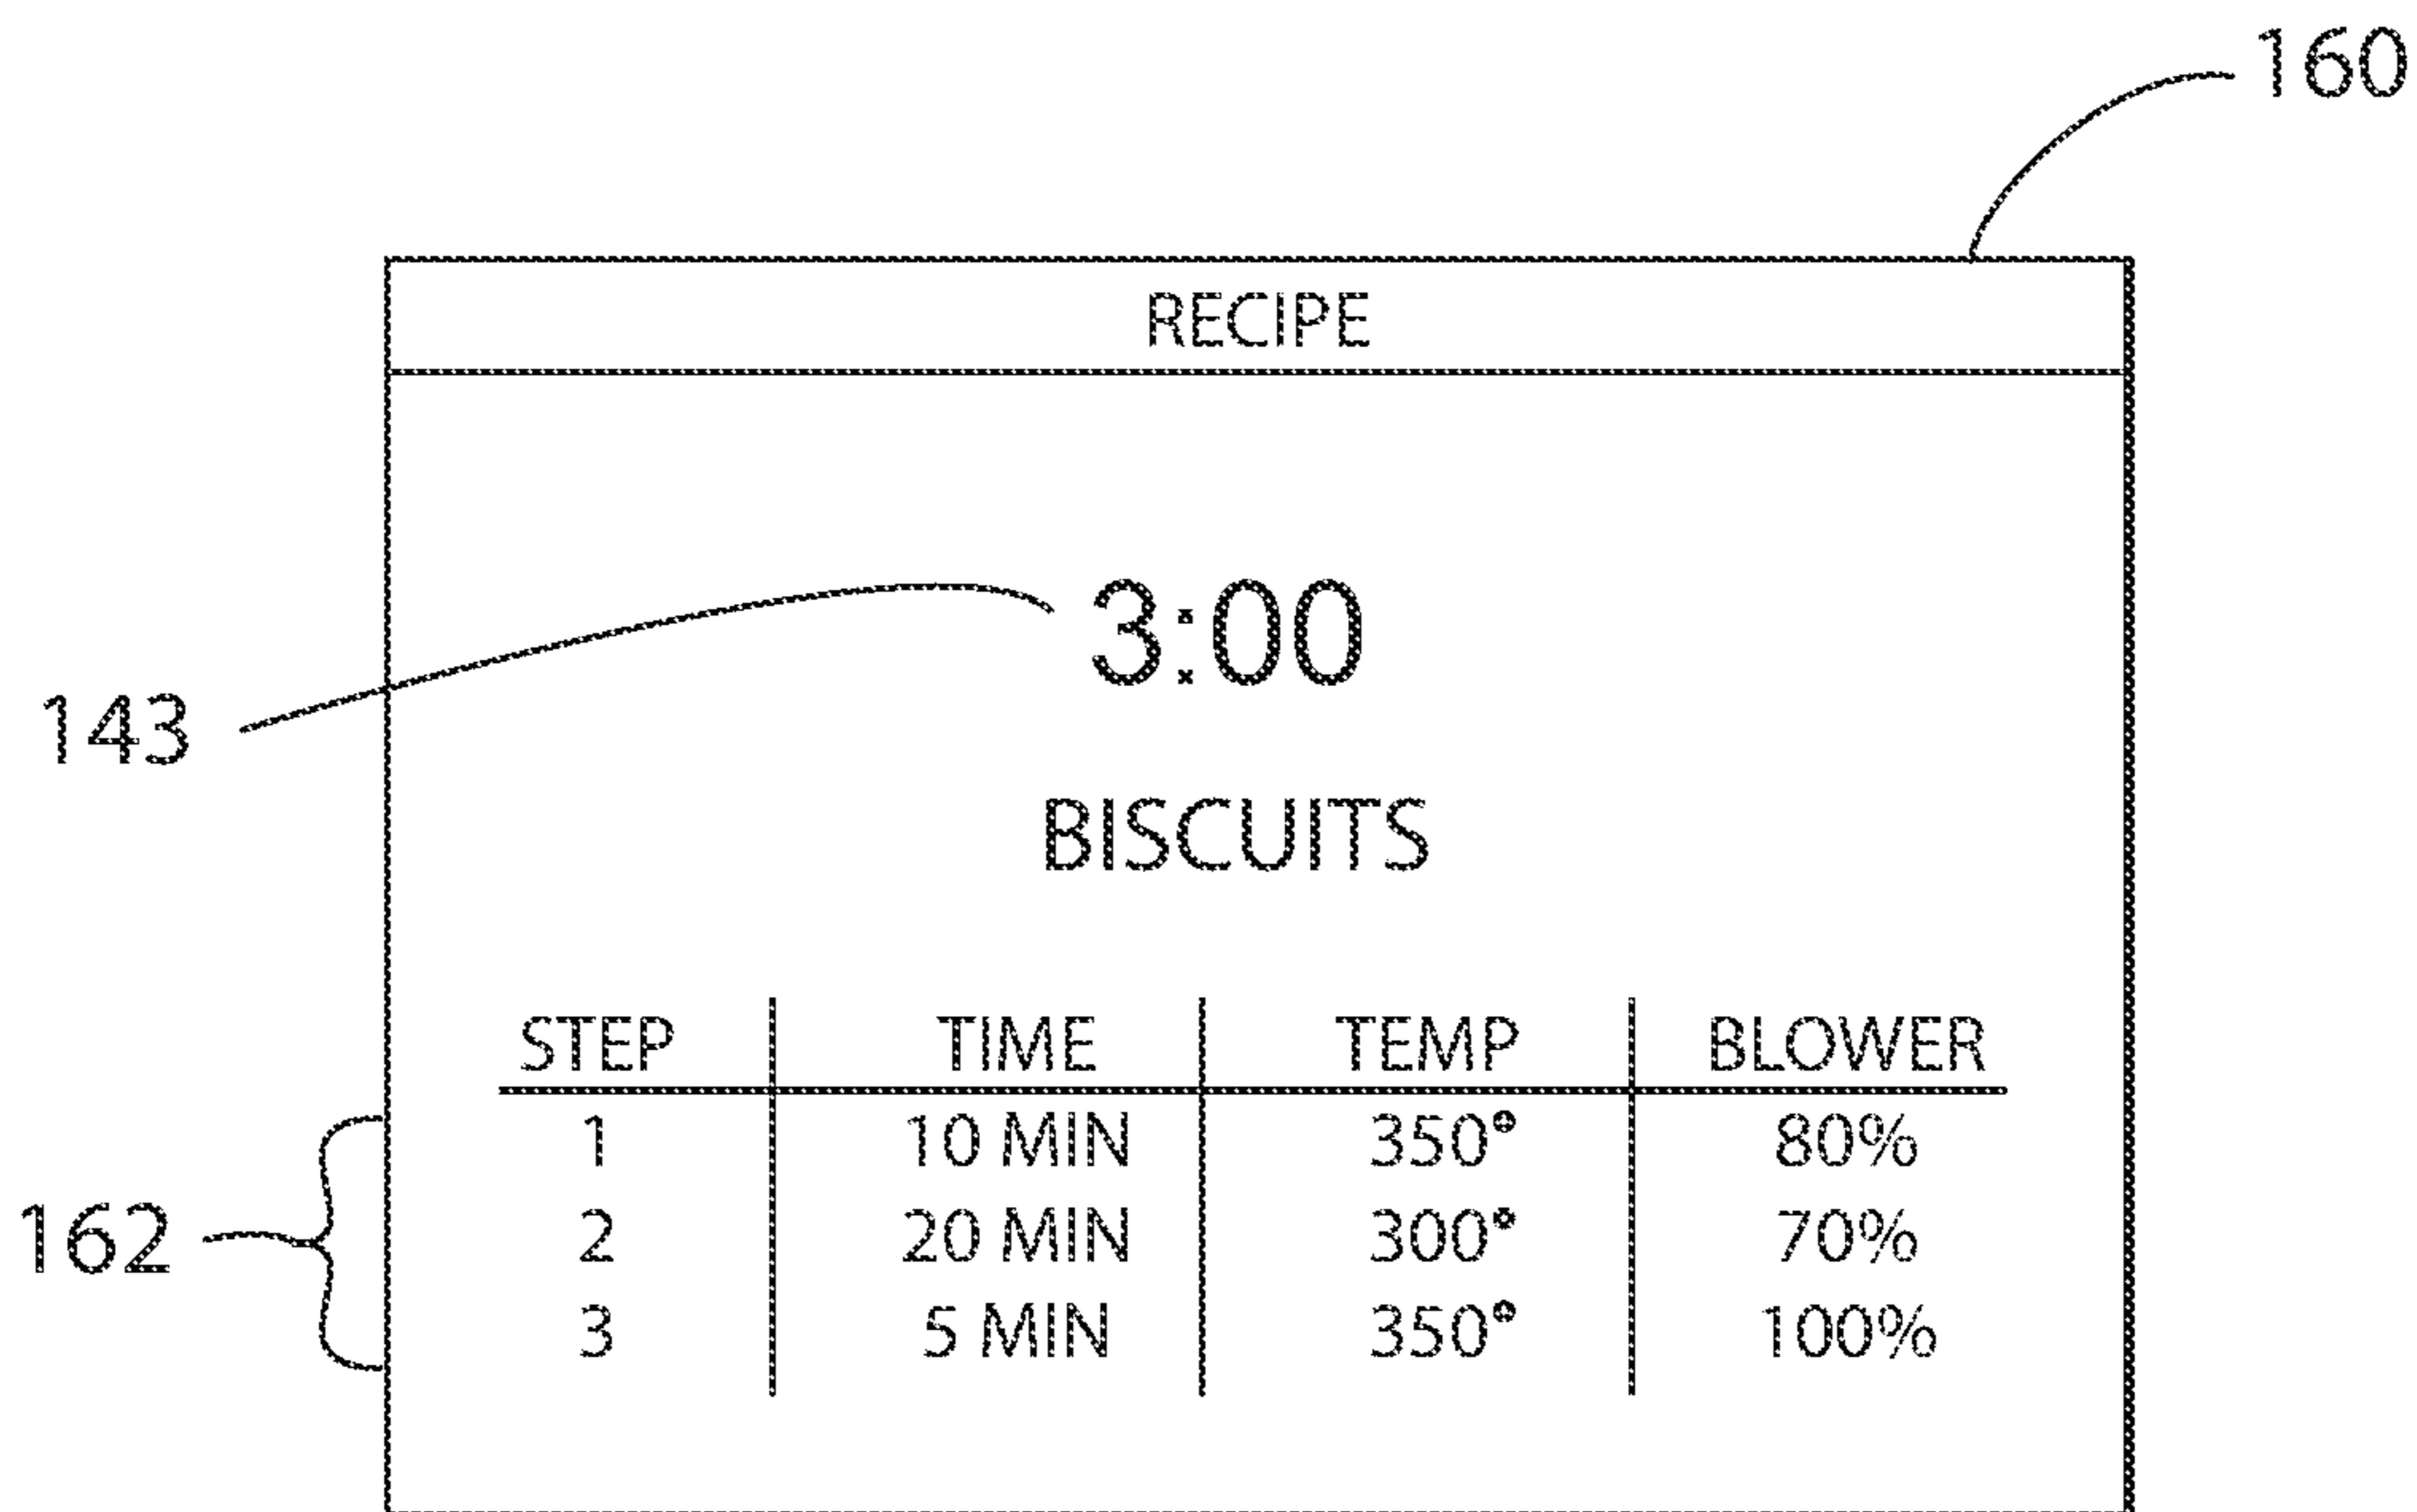 160
RECIPE
3:00
143
BISCUITS
STEP TIME TEMP BLOWER
1 10 MIN 350° 80%
162 2 20 MIN 300° 70%
3 5 MIN 350° 100%